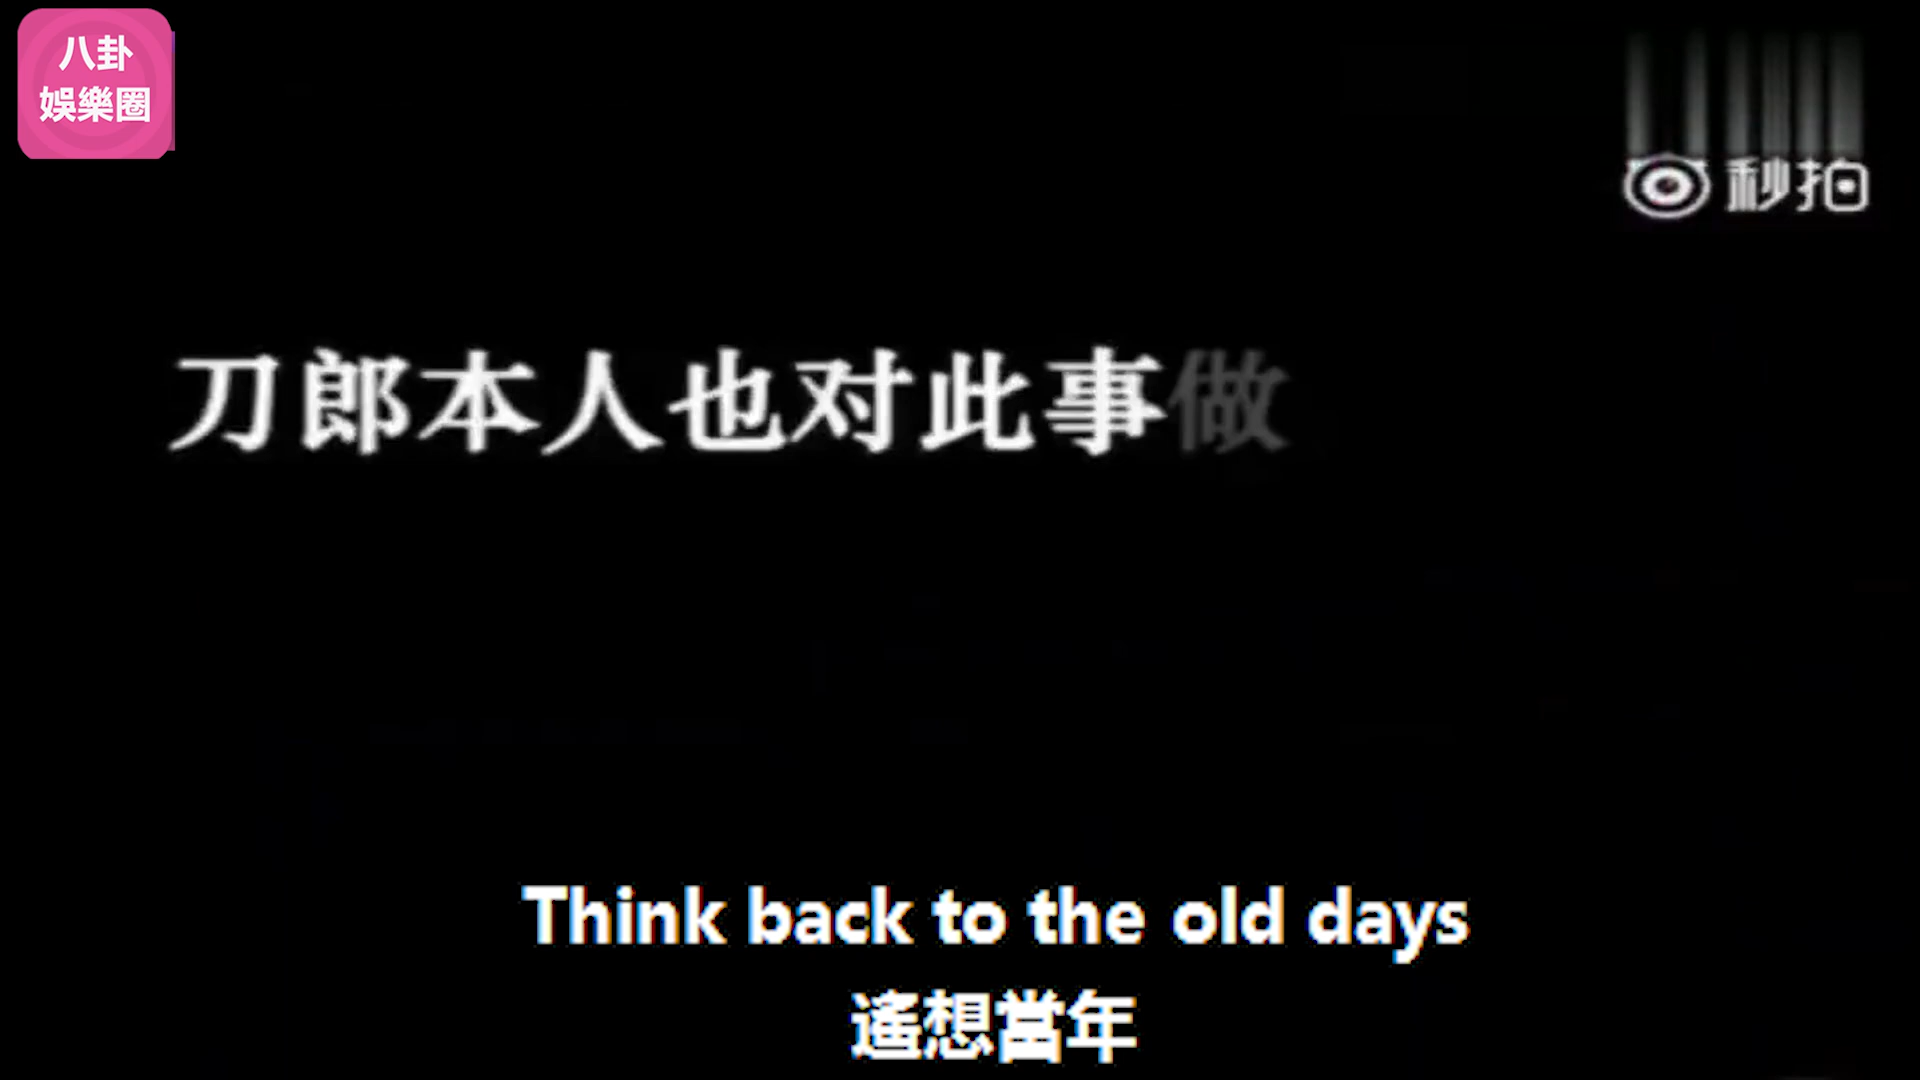 八卦
娛樂圈
秒拍
刀郎本人也对此事做
Think back to the old days
遙想當年